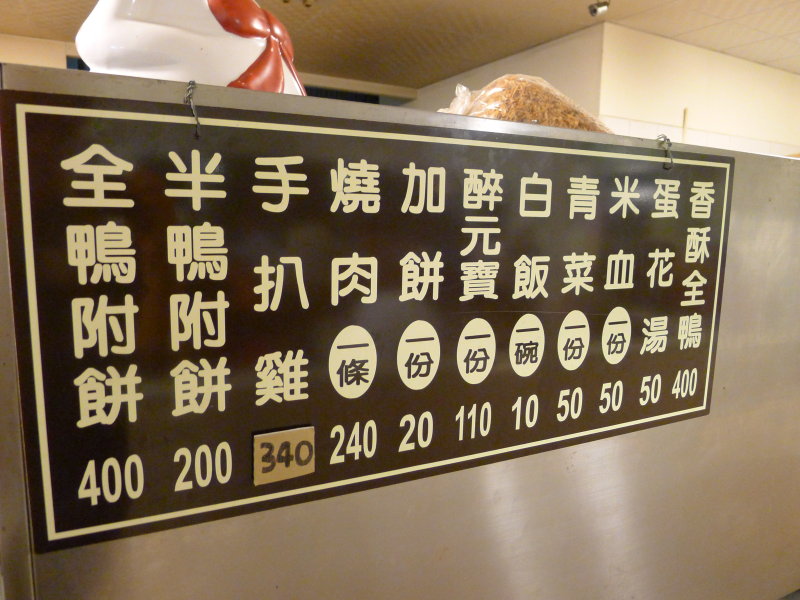 全鴨附餅 400
半鴨附餅 200
手扒雞 340
燒肉 一條 240
加餅 一份 20
醉元寶 一份 110
白飯 一碗 10
青菜 一份 50
米血 一份 50
蛋花湯 50
香酥全鴨 400